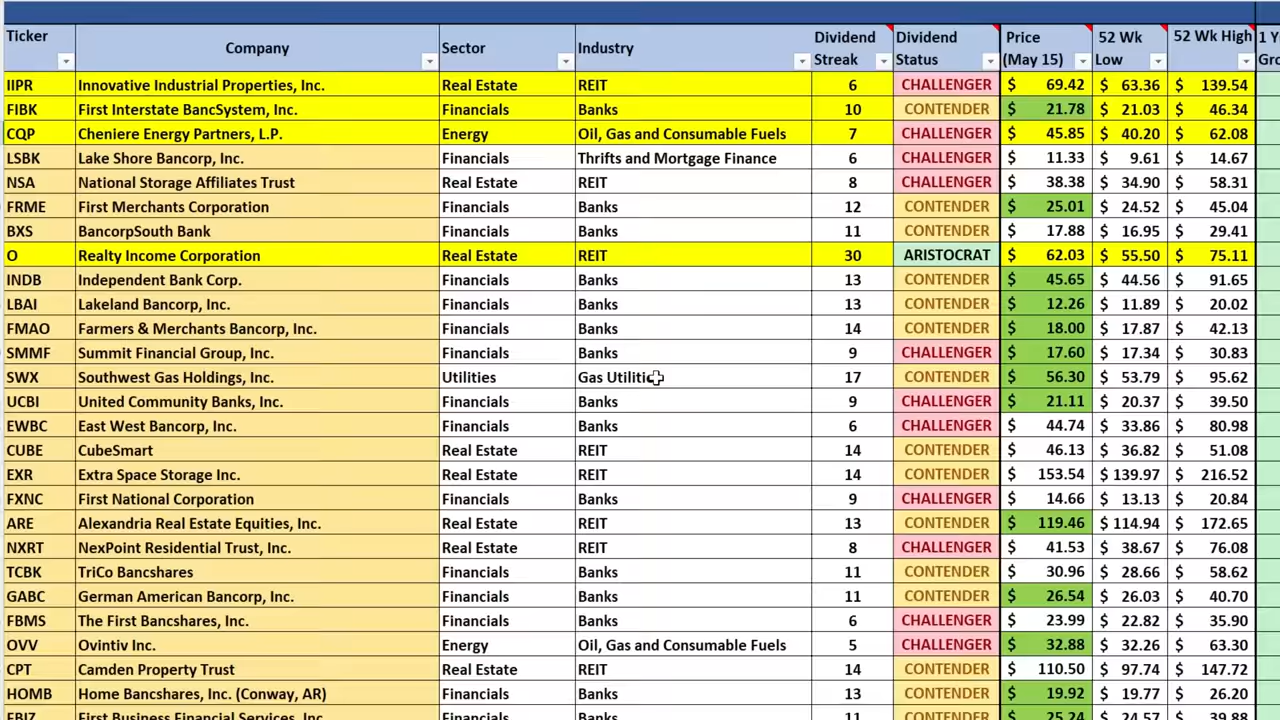 Ticker Company Sector Industry Dividend Streak Dividend Status Price (May 15) 52 Wk Low 52 Wk High 1 Y
IIPR Innovative Industrial Properties, Inc. Real Estate REIT 6 CHALLENGER $ 69.42 $ 63.36 $ 139.54
FIBK First Interstate BancSystem, Inc. Financials Banks 10 CONTENDER $ 21.78 $ 21.03 $ 46.34
CQP Cheniere Energy Partners, L.P. Energy Oil, Gas and Consumable Fuels 7 CHALLENGER $ 45.85 $ 40.20 $ 62.08
LSBK Lake Shore Bancorp, Inc. Financials Thrifts and Mortgage Finance 6 CHALLENGER $ 11.33 $ 9.61 $ 14.67
NSA National Storage Affiliates Trust Real Estate REIT 8 CHALLENGER $ 38.38 $ 34.90 $ 58.31
FRME First Merchants Corporation Financials Banks 12 CONTENDER $ 25.01 $ 24.52 $ 45.04
BXS BancorpSouth Bank Financials Banks 11 CONTENDER $ 17.88 $ 16.95 $ 29.41
O Realty Income Corporation Real Estate REIT 30 ARISTOCRAT $ 62.03 $ 55.50 $ 75.11
INDB Independent Bank Corp. Financials Banks 13 CONTENDER $ 45.65 $ 44.56 $ 91.65
LBAI Lakeland Bancorp, Inc. Financials Banks 13 CONTENDER $ 12.26 $ 11.89 $ 20.02
FMAO Farmers & Merchants Bancorp, Inc. Financials Banks 14 CONTENDER $ 18.00 $ 17.87 $ 42.13
SMMF Summit Financial Group, Inc. Financials Banks 9 CHALLENGER $ 17.60 $ 17.34 $ 30.83
SWX Southwest Gas Holdings, Inc. Utilities Gas 17 CONTENDER $ 56.30 $ 53.79 $ 95.62
UCBI United Community Banks, Inc. Financials Banks 9 CHALLENGER $ 21.11 $ 20.37 $ 39.50
EWBC East West Bancorp, Inc. Financials Banks 6 CHALLENGER $ 44.74 $ 33.86 $ 80.98
CUBE CubeSmart Real Estate REIT 14 CONTENDER $ 46.13 $ 36.82 $ 51.08
EXR Extra Space Storage Inc. Real Estate REIT 14 CONTENDER $ 153.54 $ 139.97 $ 216.52
FXNC First National Corporation Financials Banks 9 CHALLENGER $ 14.66 $ 13.13 $ 20.84
ARE Alexandria Real Estate Equities, Inc. Real Estate REIT 13 CONTENDER $ 119.46 $ 114.94 $ 172.65
NXRT NexPoint Residential Trust, Inc. Real Estate REIT 8 CHALLENGER $ 41.53 $ 38.67 $ 76.08
TCBK TriCo Bancshares Financials Banks 11 CONTENDER $ 30.96 $ 28.66 $ 58.62
GABC German American Bancorp, Inc. Financials Banks 11 CONTENDER $ 26.54 $ 26.03 $ 40.70
FBMS The First Bancshares, Inc. Financials Banks 6 CHALLENGER $ 23.99 $ 22.82 $ 35.90
OVV Ovintiv Inc. Energy Oil, Gas and Consumable Fuels 5 CHALLENGER $ 32.88 $ 32.26 $ 63.30
CPT Camden Property Trust Real Estate REIT 14 CONTENDER $ 110.50 $ 97.74 $ 147.72
HOMB Home Bancshares, Inc. (Conway, AR) Financials Banks 13 CONTENDER $ 19.92 $ 19.77 $ 26.20
FBIZ First Business Financial Services, Inc. Financials Banks 11 CONTENDER $ 25.24 $ 24.57 $ 39.88